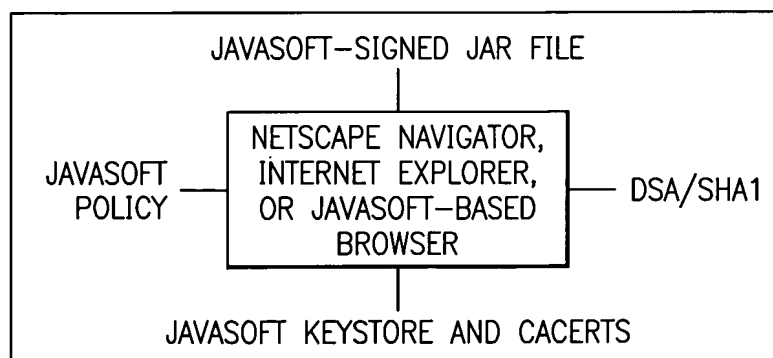 JAVASOFT-SIGNED JAR FILE
NETSCAPE NAVIGATOR,
INTERNET EXPLORER,
OR JAVASOFT-BASED
BROWSER
JAVASOFT
POLICY
DSA/SHA1
JAVASOFT KEYSTORE AND CACERTS